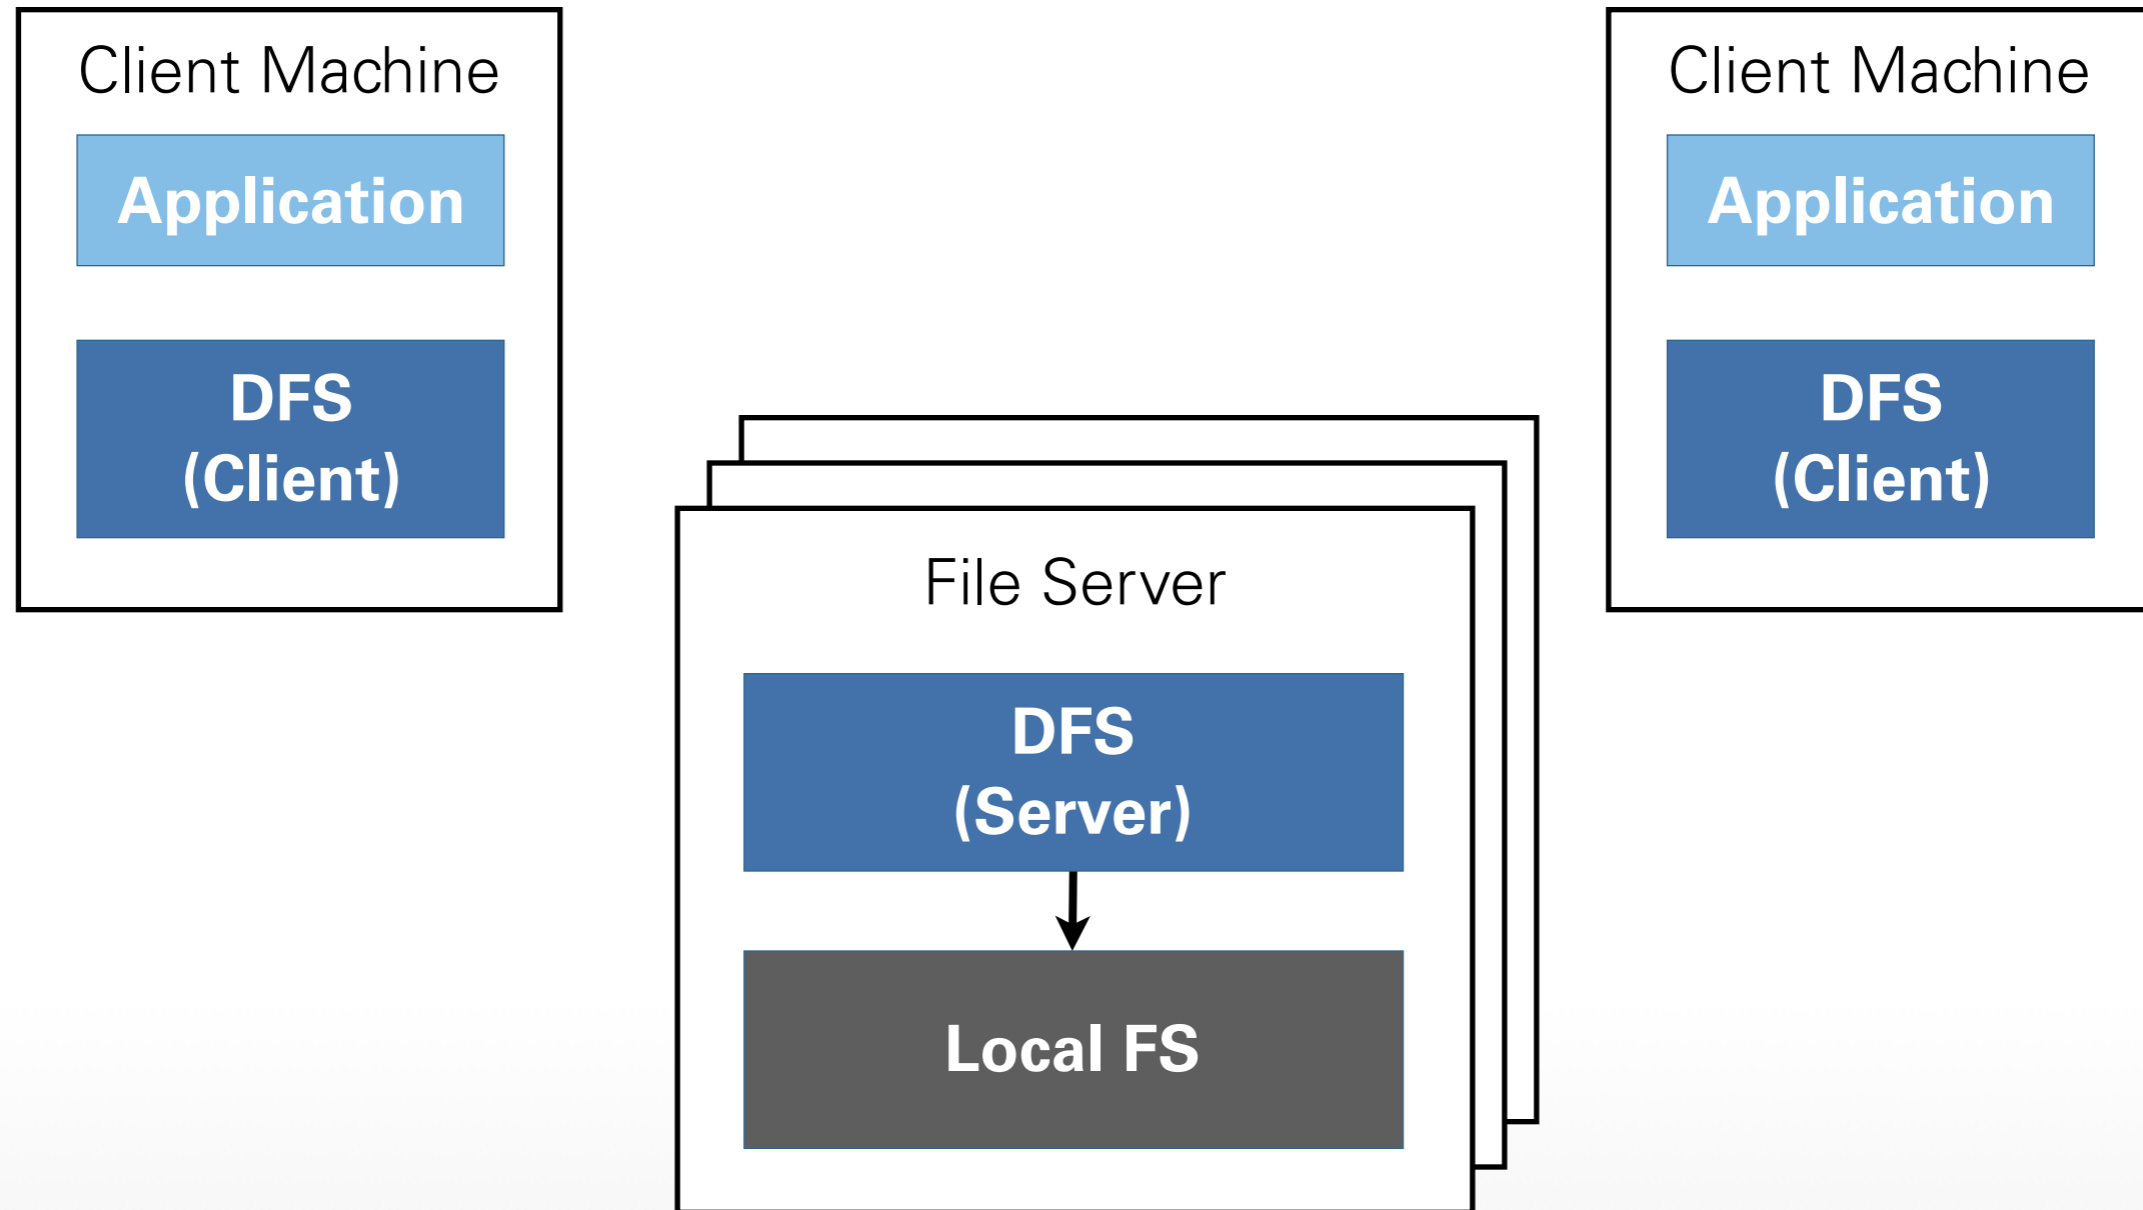 Client Machine
Application
DFS
(Client)
Client Machine
Application
DFS
(Client)
File Server
DFS
(Server)
Local FS